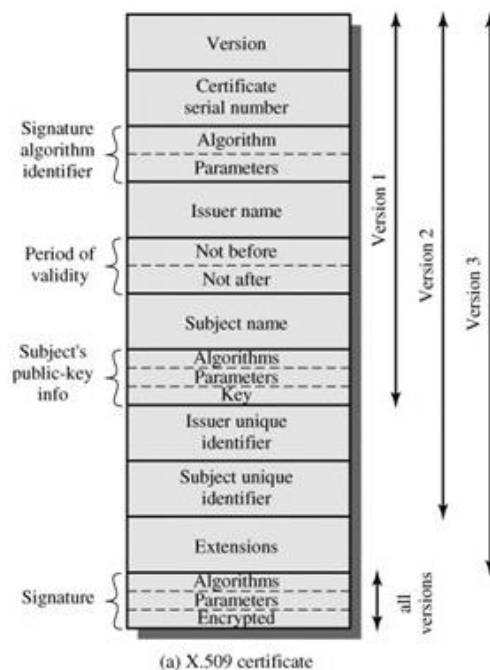 Version
Certificate
serial number
Signature
algorithm
identifier
Algorithm
Parameters
Issuer name
Period of
validity
Not before
Not after
Subject name
Subject's
public-key
info
Algorithms
Parameters
Key
Issuer unique
identifier
Subject unique
identifier
Extensions
Signature
Algorithms
Parameters
Encrypted
Version 1
Version 2
Version 3
all
versions
(a) X.509 certificate